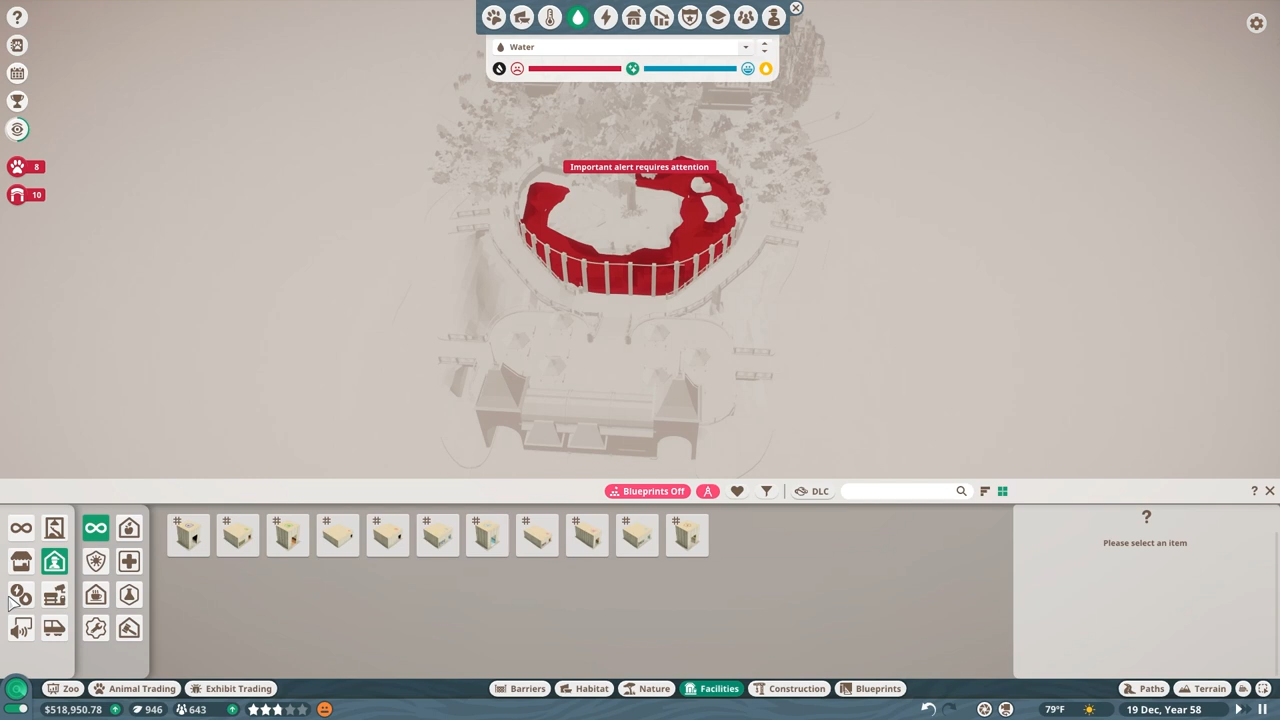 Water
8
Important alert requires attention
10
Blueprints Off
DLC
?
Please select an item
Zoo
Animal Trading
Exhibit Trading
Barriers
Habitat
Nature
Facilities
Construction
Blueprints
Paths
Terrain
$518,950.78
946
643
79°F
19 Dec, Year 58